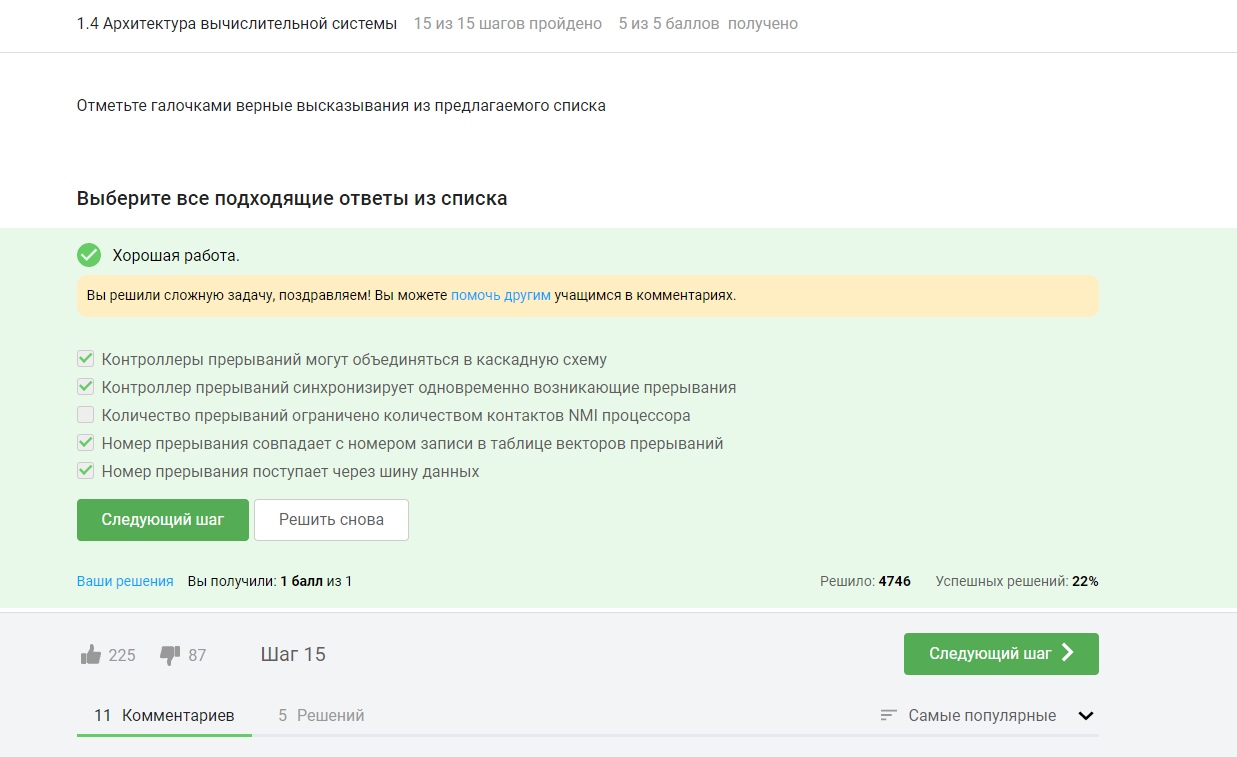 1.4 Архитектура вычислительной системы 15 из 15 шагов пройдено 5 из 5 баллов получено
Отметьте галочками верные высказывания из предлагаемого списка
Выберите все подходящие ответы из списка
Хорошая работа.
Вы решили сложную задачу, поздравляем! Вы можете помочь другим учащимся в комментариях.
Контроллеры прерываний могут объединяться в каскадную схему
Контроллер прерываний синхронизирует одновременно возникающие прерывания
Количество прерываний ограничено количеством контактов NMI процессора
Номер прерывания совпадает с номером записи в таблице векторов прерываний
Номер прерывания поступает через шину данных
Следующий шаг Решить снова
Ваши решения Вы получили: 1 балл из 1 Решило: 4746 Успешных решений: 22%
225 87 Шаг 15 Следующий шаг
11 Комментариев 5 Решений Самые популярные